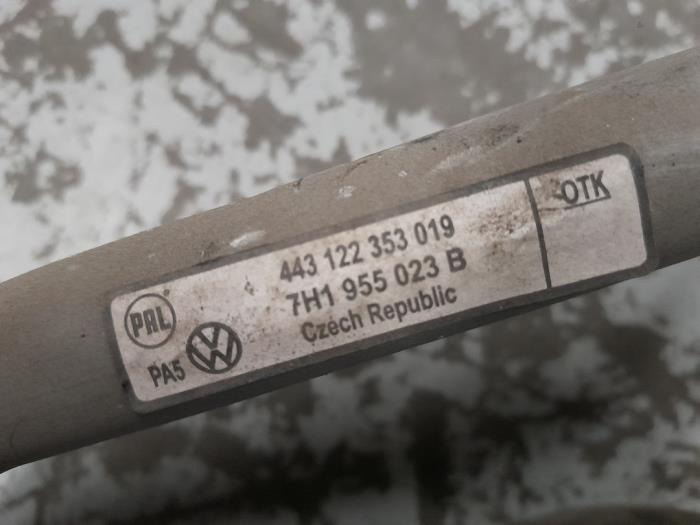 443 122 353 019
7H1 955 023 B
Czech Republic
PAL
PA5
OTK